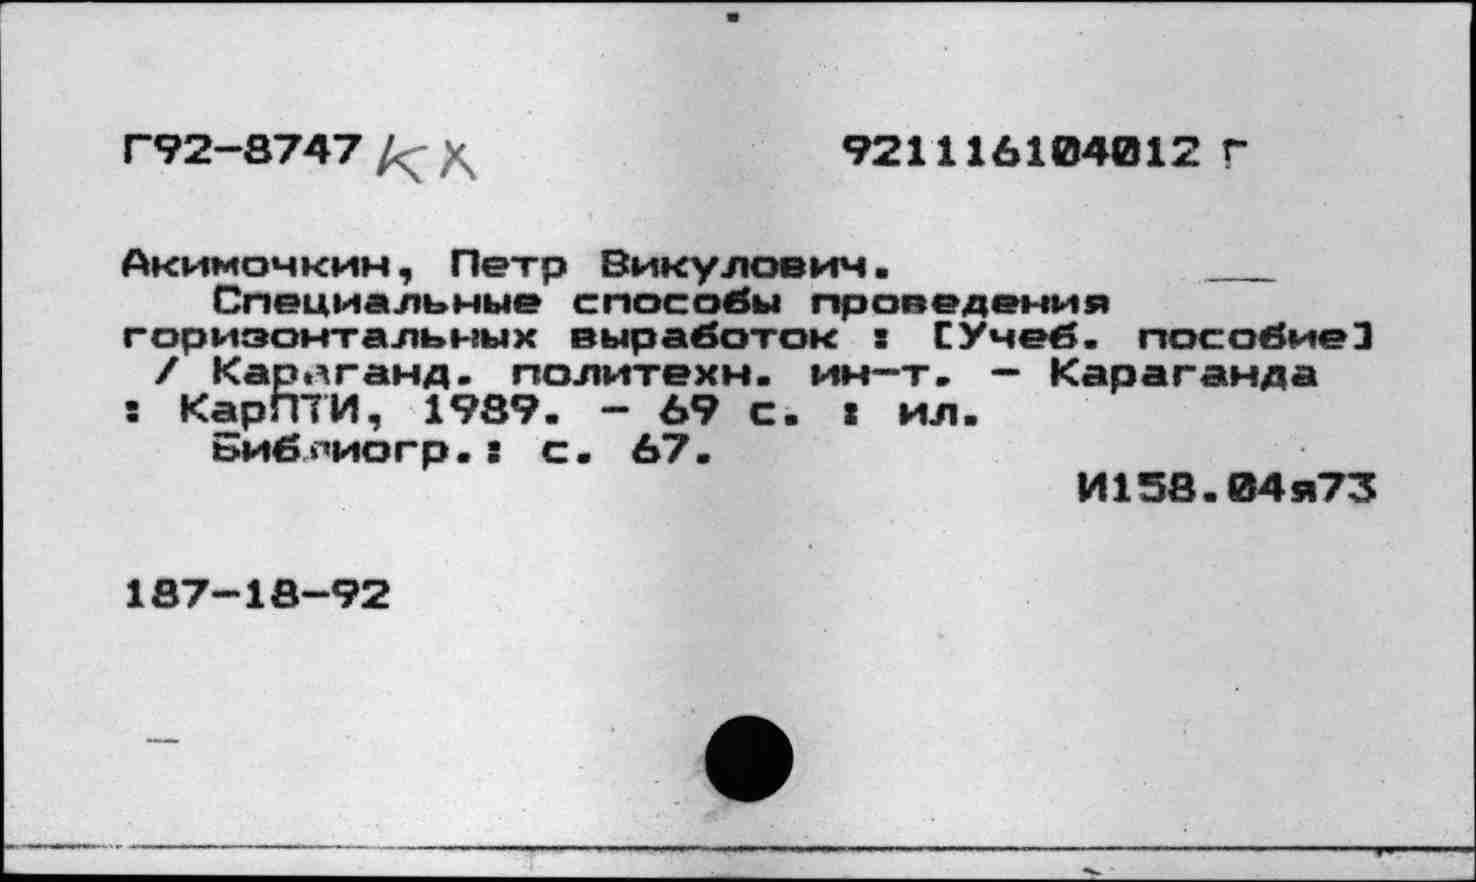 Г92-8747 кх 921116104012 г
Акимочкин, Петр Викулович.
Специальные способы проведения
горизонтальных выработок : [Учеб. пособие]
/ Караганд. политехн. ин-т. - Караганда
: КарПТИ, 1989. - 69 с. : ил.
Библиогр.: с. 67.
И158.04я73
187-18-92